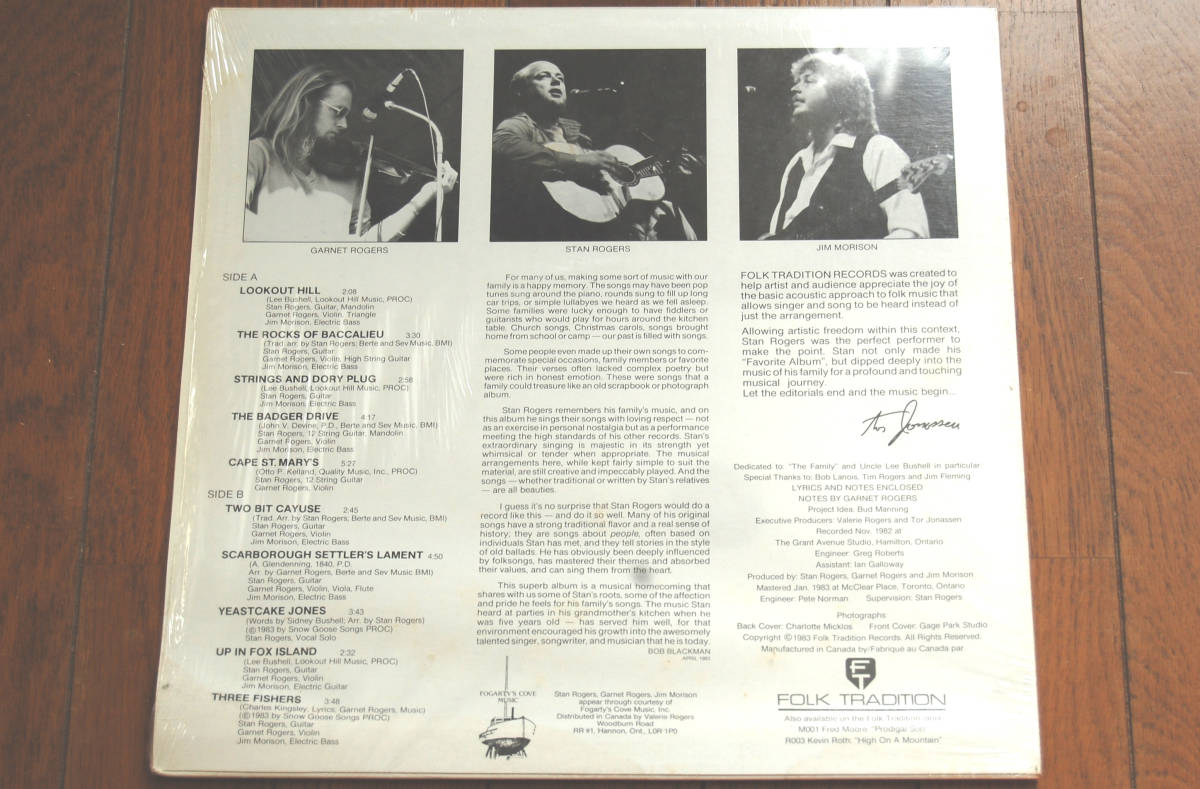 GARNET ROGERS
STAN ROGERS
JIM MORISON
SIDE A
LOOKOUT HILL 2:08
(Lee Bushell, Lookout Hill Music, PROC)
Stan Rogers, Guitar, Mandolin
Garnet Rogers, Violin, Triangle
Jim Morison, Electric Bass
THE ROCKS OF BACCALIEU 3:30
(Trad. arr. by Stan Rogers; Berte and Sev Music, BMI)
Stan Rogers, Guitar
Garnet Rogers, Violin, High String Guitar
Jim Morison, Electric Bass
STRINGS AND DORY PLUG 2:58
(Lee Bushell, Lookout Hill Music, PROC)
Stan Rogers, Guitar
Jim Morison, Electric Bass
THE BADGER DRIVE 4:17
(John V. Devine, P.D., Berte and Sev Music, BMI)
Stan Rogers, 12 String Guitar, Mandolin
Garnet Rogers, Violin
Jim Morison, Electric Bass
CAPE ST. MARY'S 5:27
(Otto P. Kelland, Quality Music, Inc., PROC)
Stan Rogers, 12 String Guitar
Garnet Rogers, Violin
SIDE B
TWO BIT CAYUSE 2:45
(Trad. Arr. by Stan Rogers; Berte and Sev Music, BMI)
Stan Rogers, Guitar
Garnet Rogers, Violin
Jim Morison, Electric Bass
SCARBOROUGH SETTLER'S LAMENT 4:50
(A. Glendenning, 1840, P.D.
Arr. by Garnet Rogers, Berte and Sev Music BMI)
Stan Rogers, Guitar
Garnet Rogers, Violin, Viola, Flute
Jim Morison, Electric Bass
YEASTCAKE JONES 3:43
(Words by Sidney Bushell; Arr. by Stan Rogers)
(©1983 by Snow Goose Songs PROC)
Stan Rogers, Vocal Solo
UP IN FOX ISLAND 2:32
(Lee Bushell, Lookout Hill Music, PROC)
Stan Rogers, Guitar
Garnet Rogers, Violin
Jim Morison, Electric Guitar
THREE FISHERS 3:48
(Charles Kingsley, Lyrics; Garnet Rogers, Music)
(©1983 by Snow Goose Songs PROC)
Stan Rogers, Guitar
Garnet Rogers, Violin
Jim Morison, Electric Bass
For many of us, making some sort of music with our
family is a happy memory. The songs may have been pop
tunes sung around the piano, rounds sung to fill up long
car trips, or simple lullabyes we heard as we fell asleep.
Some families were lucky enough to have fiddlers or
guitarists who would play for hours around the kitchen
table. Church songs, Christmas carols, songs brought
home from school or camp — our past is filled with songs.
Some people even made up their own songs to com-
memorate special occasions, family members or favorite
places. Their verses often lacked complex poetry but
were rich in honest emotion. These were songs that a
family could treasure like an old scrapbook or photograph
album.
Stan Rogers remembers his family's music, and on
this album he sings their songs with loving respect — not
as an exercise in personal nostalgia but as a performance
meeting the high standards of his other records. Stan's
extraordinary singing is majestic in its strength yet
whimsical or tender when appropriate. The musical
arrangements here, while kept fairly simple to suit the
material, are still creative and impeccably played. And the
songs — whether traditional or written by Stan's relatives
— are all beauties.
I guess it's no surprise that Stan Rogers would do a
record like this — and do it so well. Many of his original
songs have a strong traditional flavor and a real sense of
history; they are songs about people, often based on
individuals Stan has met, and they tell stories in the style
of old ballads. He has obviously been deeply influenced
by folksongs, has mastered their themes and absorbed
their values, and can sing them from the heart.
This superb album is a musical homecoming that
shares with us some of Stan's roots, some of the affection
and pride he feels for his family's songs. The music Stan
heard at parties in his grandmother's kitchen when he
was five years old — has served him well, for that
environment encouraged his growth into the awesomely
talented singer, songwriter, and musician that he is today.
BOB BLACKMAN
APRIL 1983
FOGARTY'S COVE
MUSIC
Stan Rogers, Garnet Rogers, Jim Morison
appear through courtesy of
Fogarty's Cove Music, Inc.
Distributed in Canada by Valerie Rogers
Woodburn Road
RR #1, Hannon, Ont., L0R 1P0
FOLK TRADITION RECORDS was created to
help artist and audience appreciate the joy of
the basic acoustic approach to folk music that
allows singer and song to be heard instead of
just the arrangement.
Allowing artistic freedom within this context,
Stan Rogers was the perfect performer to
make the point. Stan not only made his
"Favorite Album", but dipped deeply into the
music of his family for a profound and touching
musical journey.
Let the editorials end and the music begin...
Tor Jonassen
Dedicated to: "The Family" and Uncle Lee Bushell in particular
Special Thanks to: Bob Lanois, Tim Rogers and Jim Fleming
LYRICS AND NOTES ENCLOSED
NOTES BY GARNET ROGERS
Project Idea: Bud Manning
Executive Producers: Valerie Rogers and Tor Jonassen
Recorded Nov. 1982 at
The Grant Avenue Studio, Hamilton, Ontario
Engineer: Greg Roberts
Assistant: Ian Galloway
Produced by: Stan Rogers, Garnet Rogers and Jim Morison
Mastered Jan. 1983 at McClear Place, Toronto, Ontario
Engineer: Pete Norman Supervision: Stan Rogers
Photographs:
Back Cover: Charlotte Micklos Front Cover: Gage Park Studio
Copyright ©1983 Folk Tradition Records. All Rights Reserved.
Manufactured in Canada by/Fabriqué au Canada par
FT
FOLK TRADITION
Also available on the Folk Tradition label
M001 Fred Moore: "Prodigal Son"
R003 Kevin Roth: "High On A Mountain"